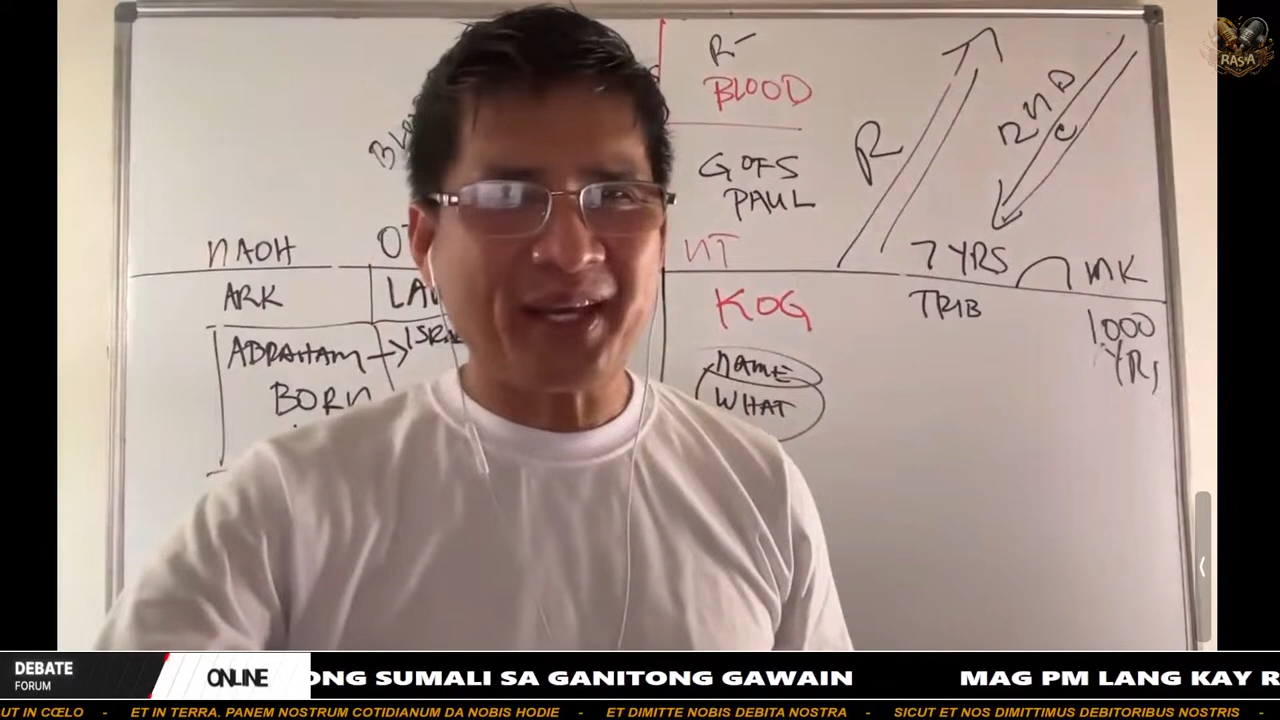 R
BLOOD
GOFS
PAUL
R
2ND
C
NAOH
NT
7 YRS
MK
ARK
KOG
TRIB
1000
YRS
ABRAHAM
BORN
NAME
WHAT
RASA
DEBATE
FORUM
ONLINE
ONG SUMALI SA GANITONG GAWAIN
MAG PM LANG KAY R
UT IN CŒLO - ET IN TERRA. PANEM NOSTRUM COTIDIANUM DA NOBIS HODIE - ET DIMITTE NOBIS DEBITA NOSTRA - SICUT ET NOS DIMITTIMUS DEBITORIBUS NOSTRIS -